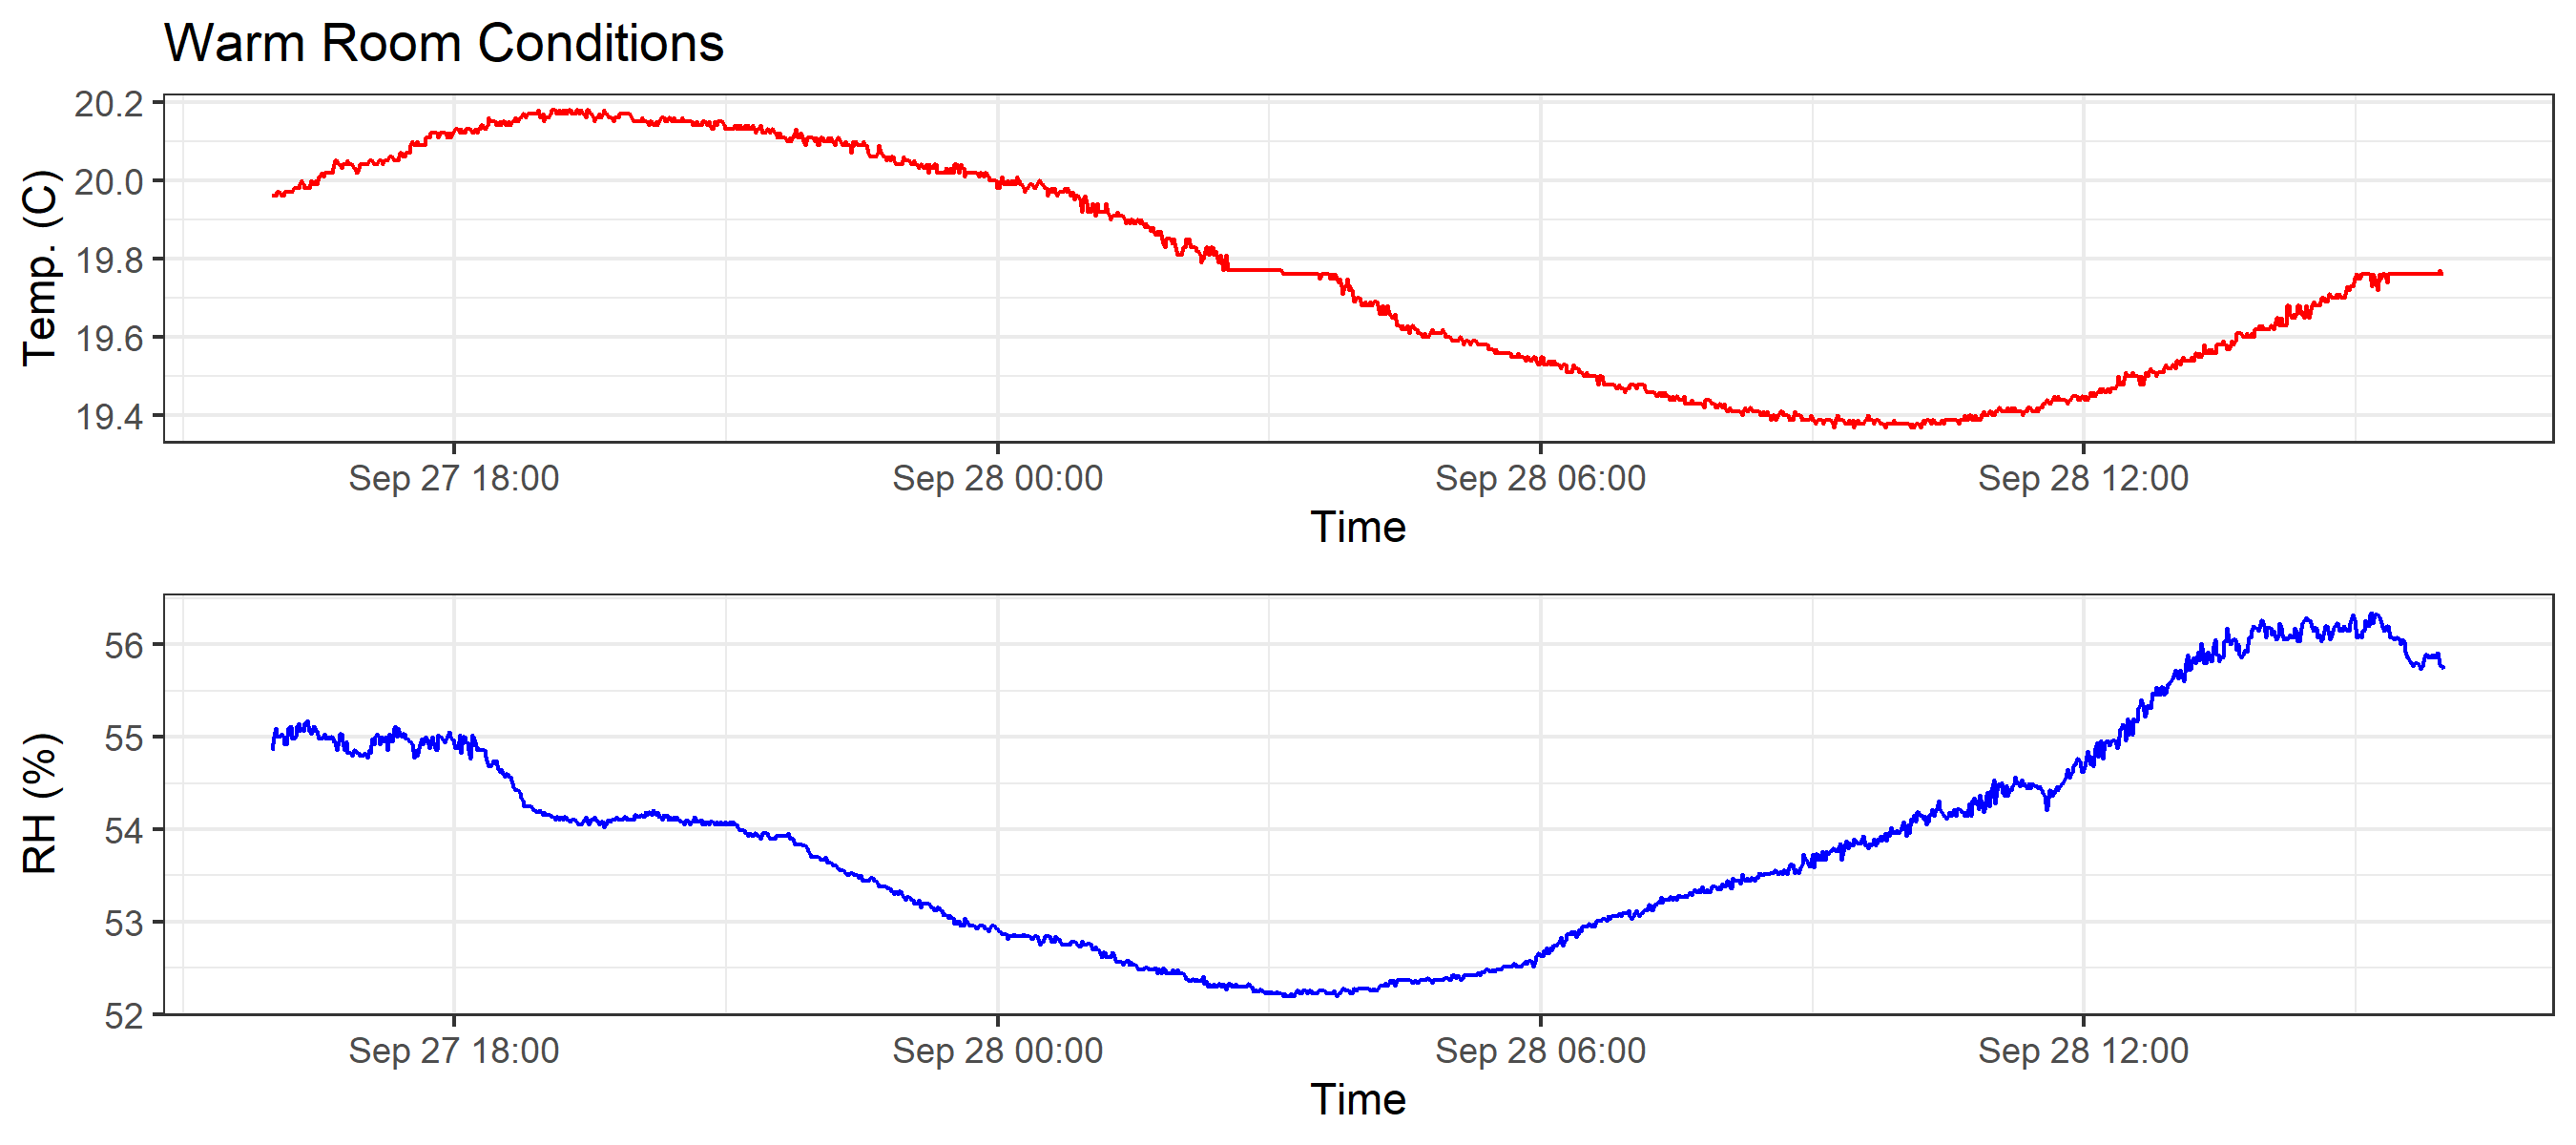 Warm Room Conditions
Temp. (C)
20.2
20.0
19.8
19.6
19.4
Sep 27 18:00 Sep 28 00:00 Sep 28 06:00 Sep 28 12:00
Time
RH (%)
56
55
54
53
52
Sep 27 18:00 Sep 28 00:00 Sep 28 06:00 Sep 28 12:00
Time